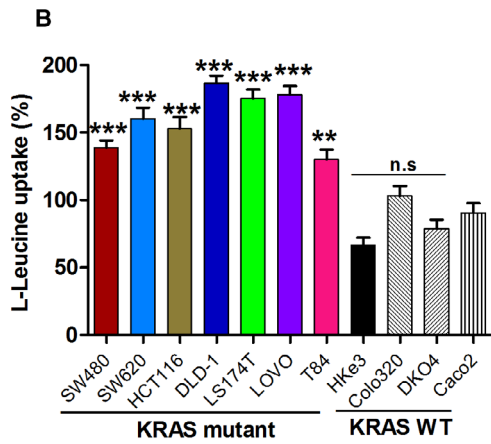 B
L-Leucine uptake (%)
200
150
100
50
0
***
***
***
***
***
***
**
n.s
SW480
SW620
HCT116
DLD-1
LS174T
LOVO
T84
HKe3
Colo320
DKO4
Caco2
KRAS mutant
KRAS WT